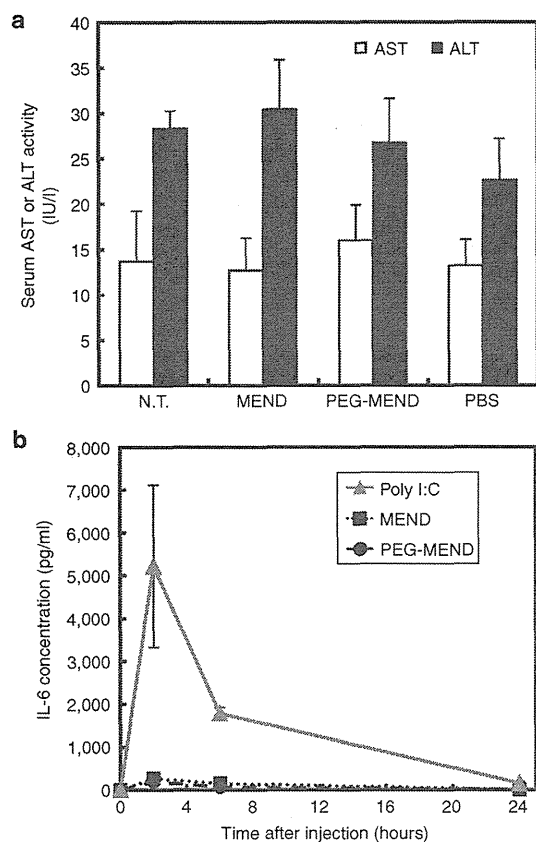 a
AST ALT
Serum AST or ALT activity
(IU/l)
40
35
30
25
20
15
10
5
0
N.T. MEND PEG-MEND PBS
b
IL-6 concentration (pg/ml)
8,000
7,000
6,000
5,000
4,000
3,000
2,000
1,000
0
Poly I:C
MEND
PEG-MEND
0 4 8 12 16 20 24
Time after injection (hours)